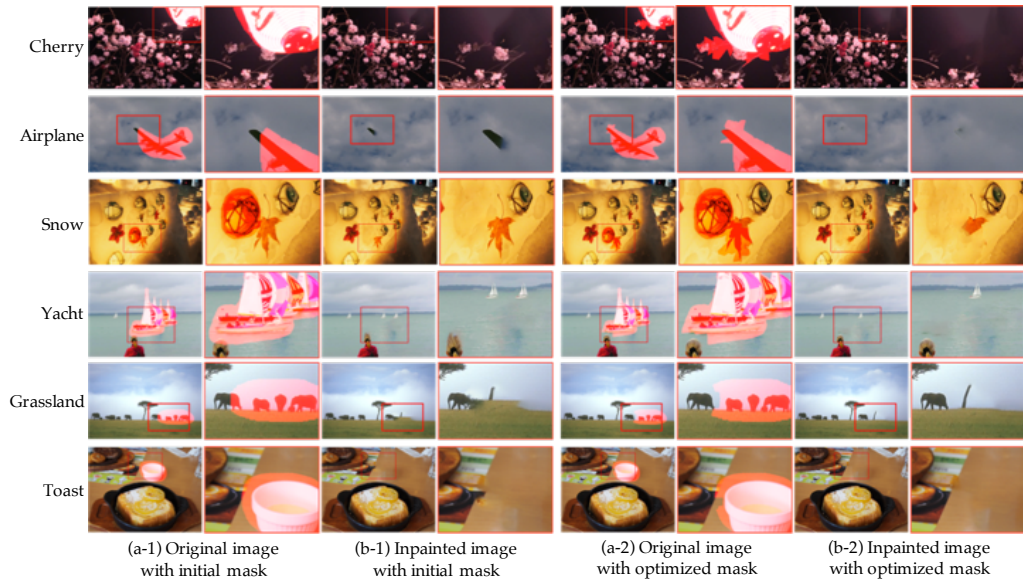 Cherry
Airplane
Snow
Yacht
Grassland
Toast
(a-1) Original image
with initial mask
(b-1) Inpainted image
with initial mask
(a-2) Original image
with optimized mask
(b-2) Inpainted image
with optimized mask